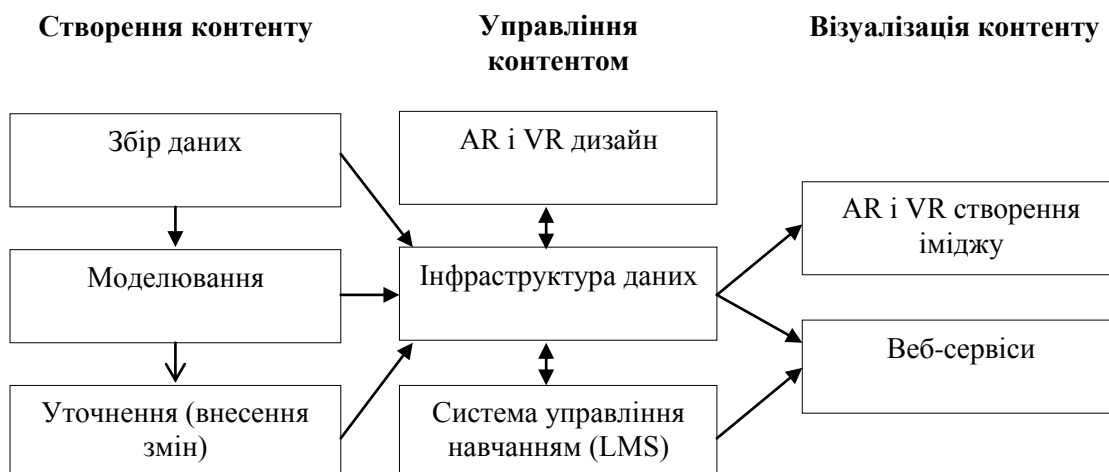 Створення контенту
Управління
контентом
Візуалізація контенту
Збір даних
AR і VR дизайн
AR і VR створення
іміджу
Моделювання
Інфраструктура даних
Веб-сервіси
Уточнення (внесення
змін)
Система управління
навчанням (LMS)